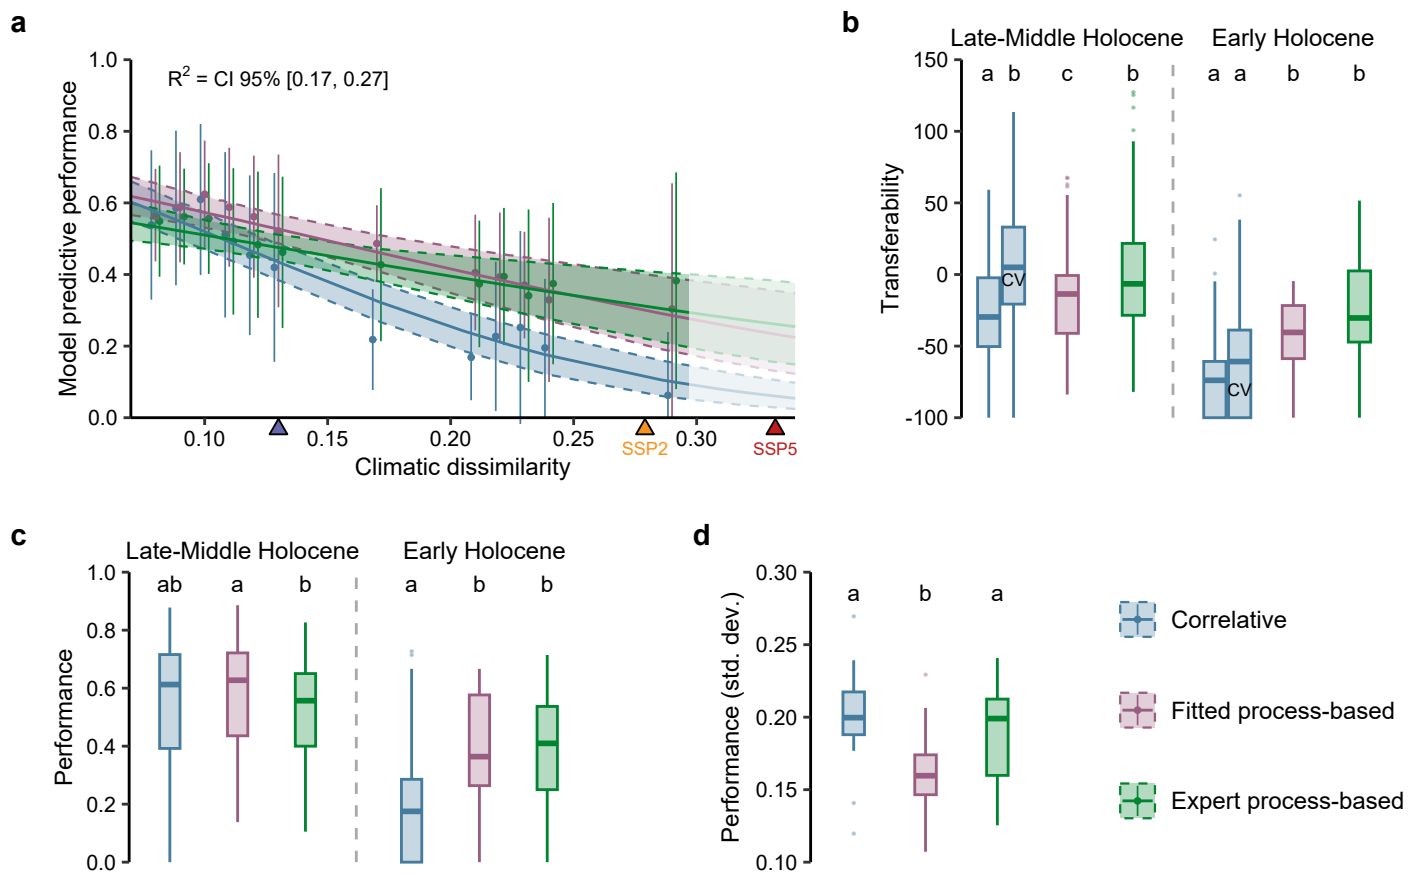 a
R2 = CI 95% [0.17, 0.27]
Model predictive performance
1.0
0.8
0.6
0.4
0.2
0.0
0.10
0.15
0.20
0.25
0.30
SSP2
SSP5
Climatic dissimilarity
b
Late-Middle Holocene
Early Holocene
a b c b a a b b
Transferability
150
100
50
0
-50
-100
CV
CV
c
Late-Middle Holocene
Early Holocene
ab a b a b b
Performance
1.0
0.8
0.6
0.4
0.2
0.0
d
a b a
Performance (std. dev.)
0.30
0.25
0.20
0.15
0.10
Correlative
Fitted process-based
Expert process-based